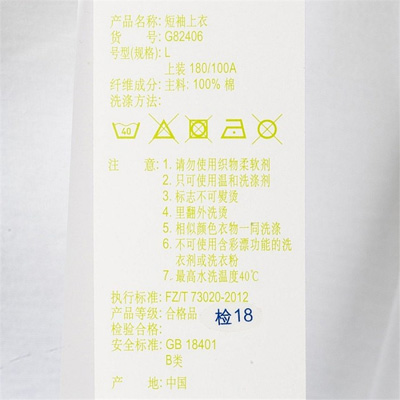 产品名称: 短袖上衣
货 号: G82406
号型(规格): L
上装 180/100A
纤维成分: 主料: 100% 棉
洗涤方法:
40
注 意: 1. 请勿使用织物柔软剂
2. 只可使用温和洗涤剂
3. 标志不可熨烫
4. 里翻外洗烫
5. 相似颜色衣物一同洗涤
6. 不可使用含彩漂功能的洗
衣剂或洗衣粉
7. 最高水洗温度40℃
执行标准: FZ/T 73020-2012
产品等级: 合格品
检18
检验合格:
安全标准: GB 18401
B类
产 地: 中国